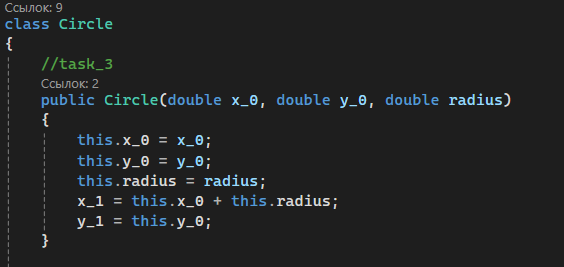 Ссылок: 9
class Circle
{
//task_3
Ссылок: 2
public Circle(double x_0, double y_0, double radius)
{
this.x_0 = x_0;
this.y_0 = y_0;
this.radius = radius;
x_1 = this.x_0 + this.radius;
y_1 = this.y_0;
}